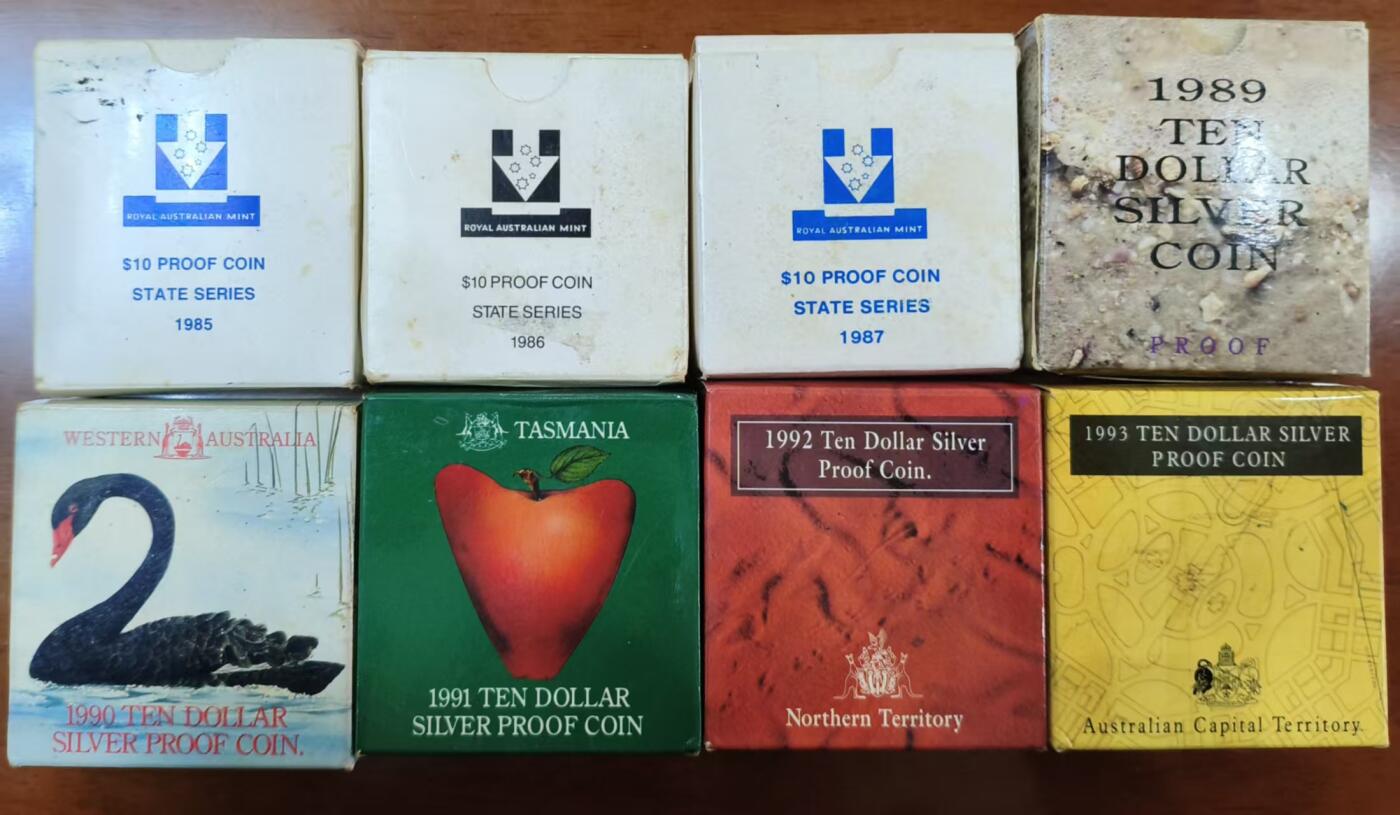 ROYAL AUSTRALIAN MINT
$10 PROOF COIN
STATE SERIES
1985
ROYAL AUSTRALIAN MINT
$10 PROOF COIN
STATE SERIES
1986
ROYAL AUSTRALIAN MINT
$10 PROOF COIN
STATE SERIES
1987
1989
TEN
DOLLAR
SILVER
COIN
PROOF
WESTERN AUSTRALIA
1990 TEN DOLLAR
SILVER PROOF COIN.
TASMANIA
1991 TEN DOLLAR
SILVER PROOF COIN
1992 Ten Dollar Silver
Proof Coin.
Northern Territory
1993 TEN DOLLAR SILVER
PROOF COIN
Australian Capital Territory.